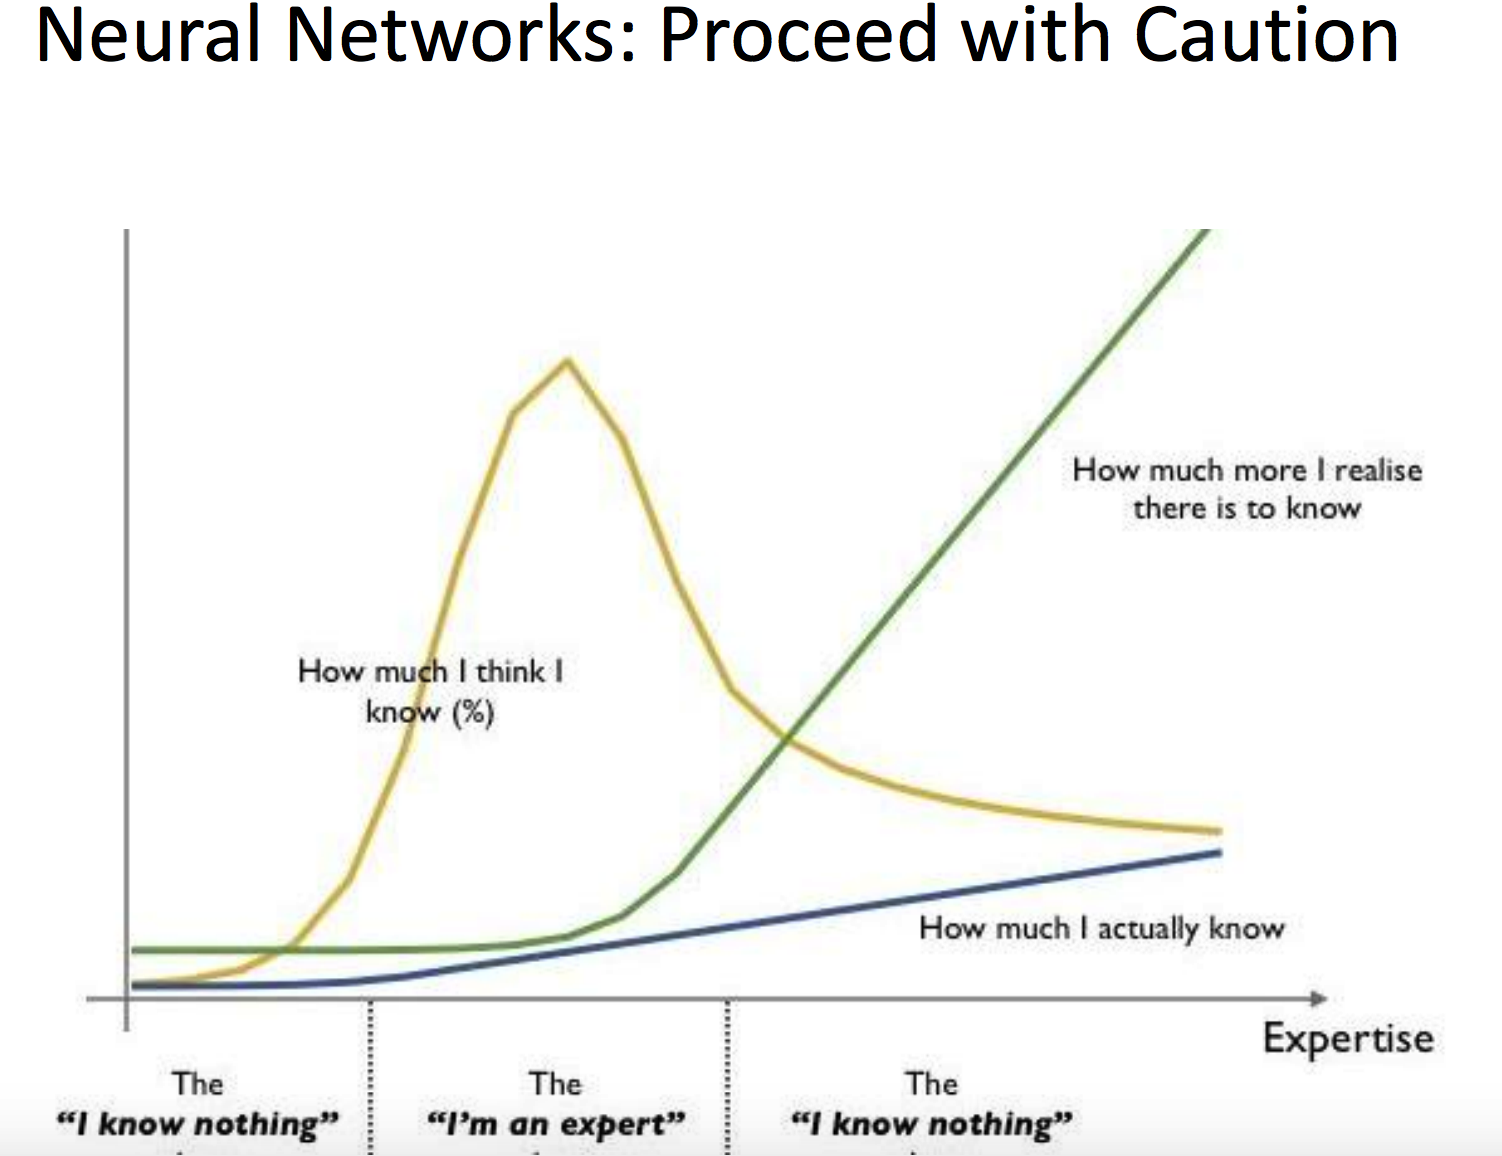 Neural Networks: Proceed with Caution
How much more I realise
there is to know
How much I think I
know (%)
How much I actually know
Expertise
The
“I know nothing”
The
“I’m an expert”
The
“I know nothing”